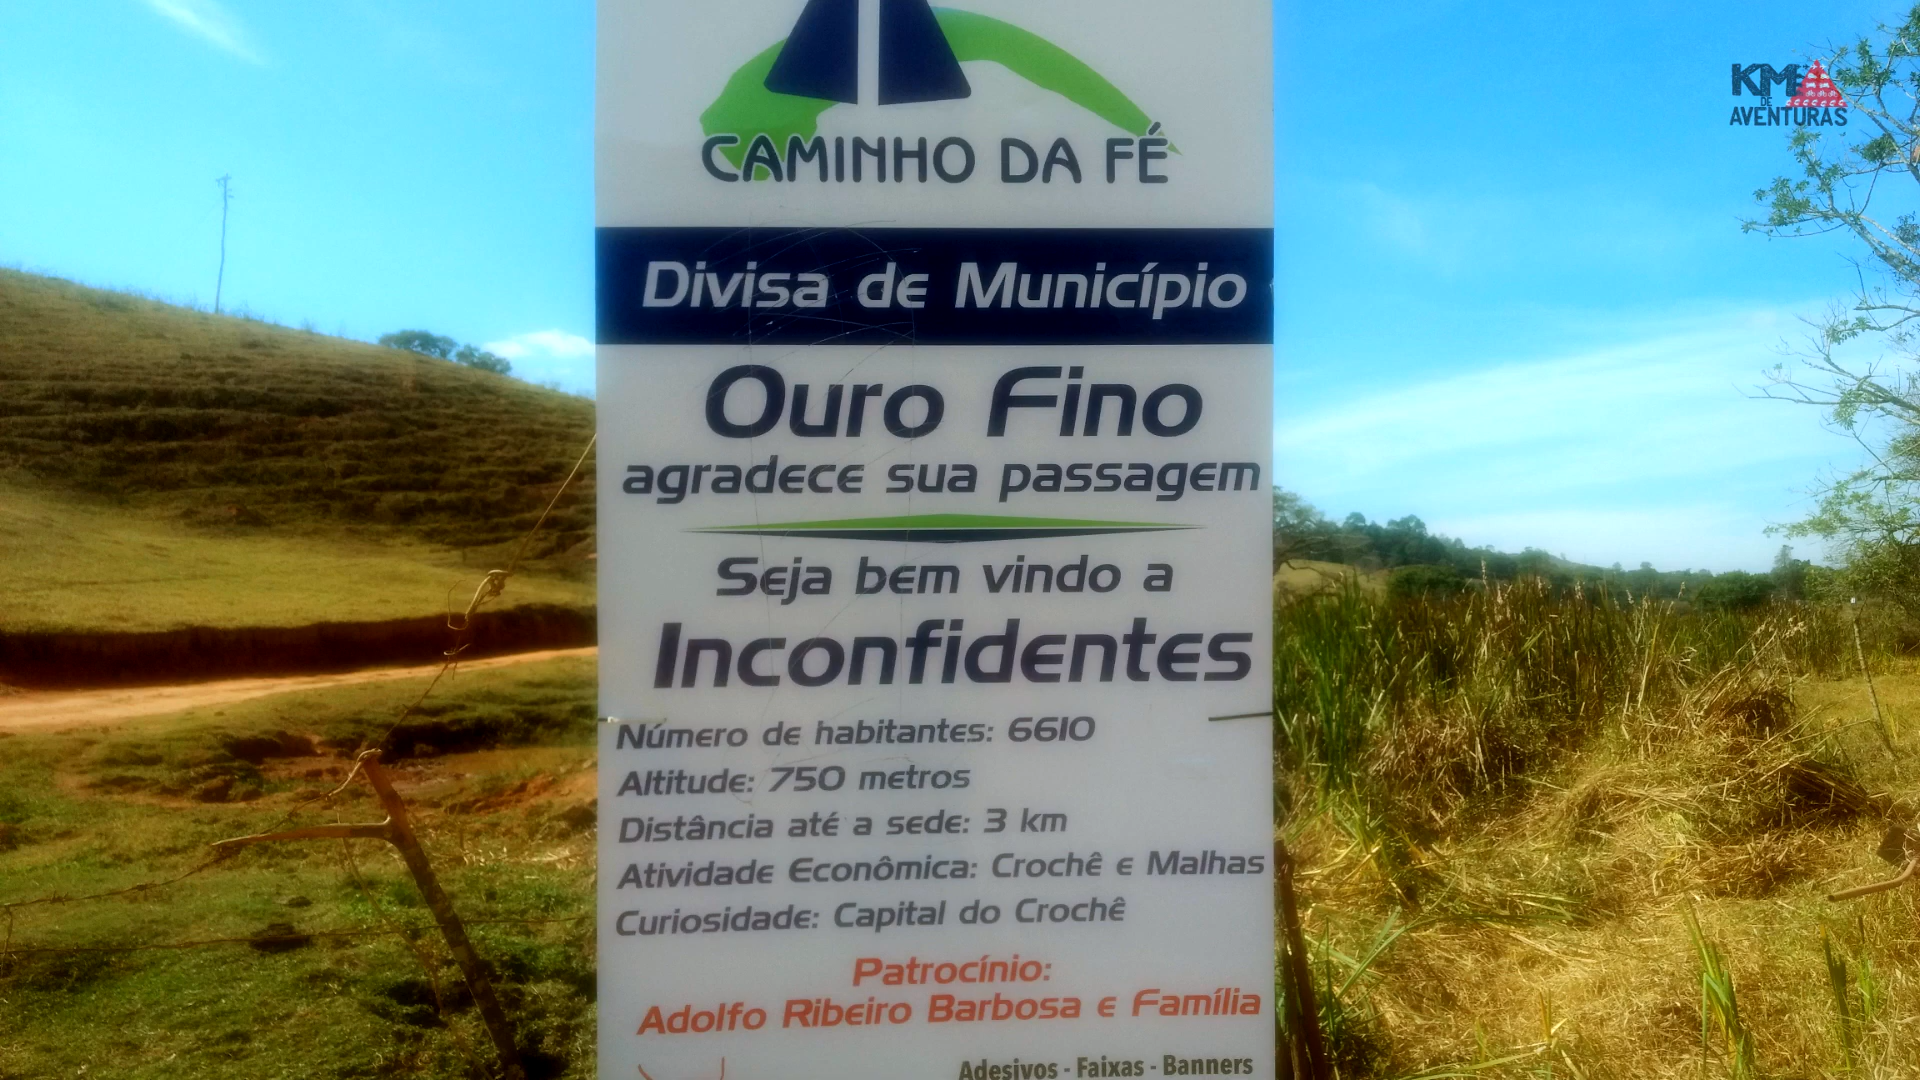 KM
DE
AVENTURAS
CAMINHO DA FÉ
Divisa de Município
Ouro Fino
agradece sua passagem
Seja bem vindo a
Inconfidentes
Número de habitantes: 6610
Altitude: 750 metros
Distância até a sede: 3 km
Atividade Econômica: Crochê e Malhas
Curiosidade: Capital do Crochê
Patrocínio:
Adolfo Ribeiro Barbosa e Família
Adesivos - Faixas - Banners